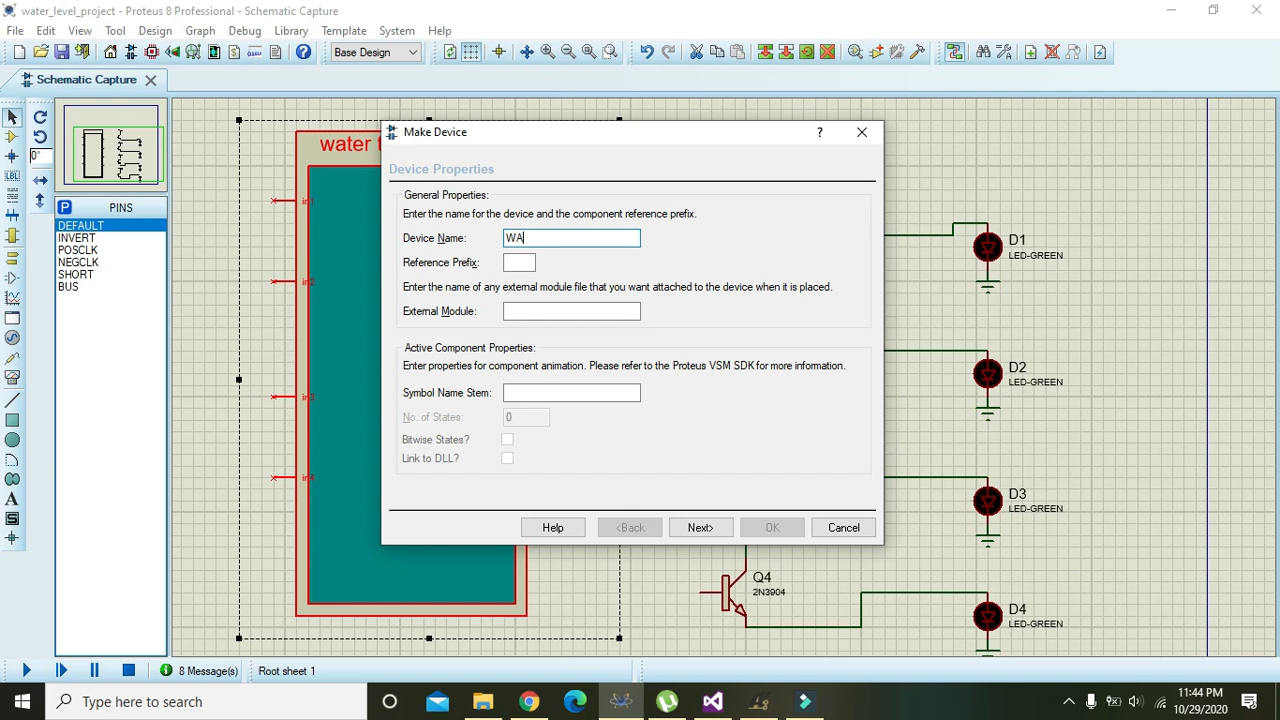 water_level_project - Proteus 8 Professional - Schematic Capture
File Edit View Tool Design Graph Debug Library Template System Help
Base Design
Schematic Capture
0°
PINS
DEFAULT
INVERT
POSCLK
NEGCLK
SHORT
BUS
water t
in1
in2
in3
in4
Make Device
Device Properties
General Properties:
Enter the name for the device and the component reference prefix.
Device Name: WA
Reference Prefix:
Enter the name of any external module file that you want attached to the device when it is placed.
External Module:
Active Component Properties:
Enter properties for component animation. Please refer to the Proteus VSM SDK for more information.
Symbol Name Stem:
No. of States: 0
Bitwise States?
Link to DLL?
Help <Back Next> OK Cancel
D1
LED-GREEN
D2
LED-GREEN
D3
LED-GREEN
Q4
2N3904
D4
LED-GREEN
8 Message(s) Root sheet 1
Type here to search
11:44 PM
10/29/2020